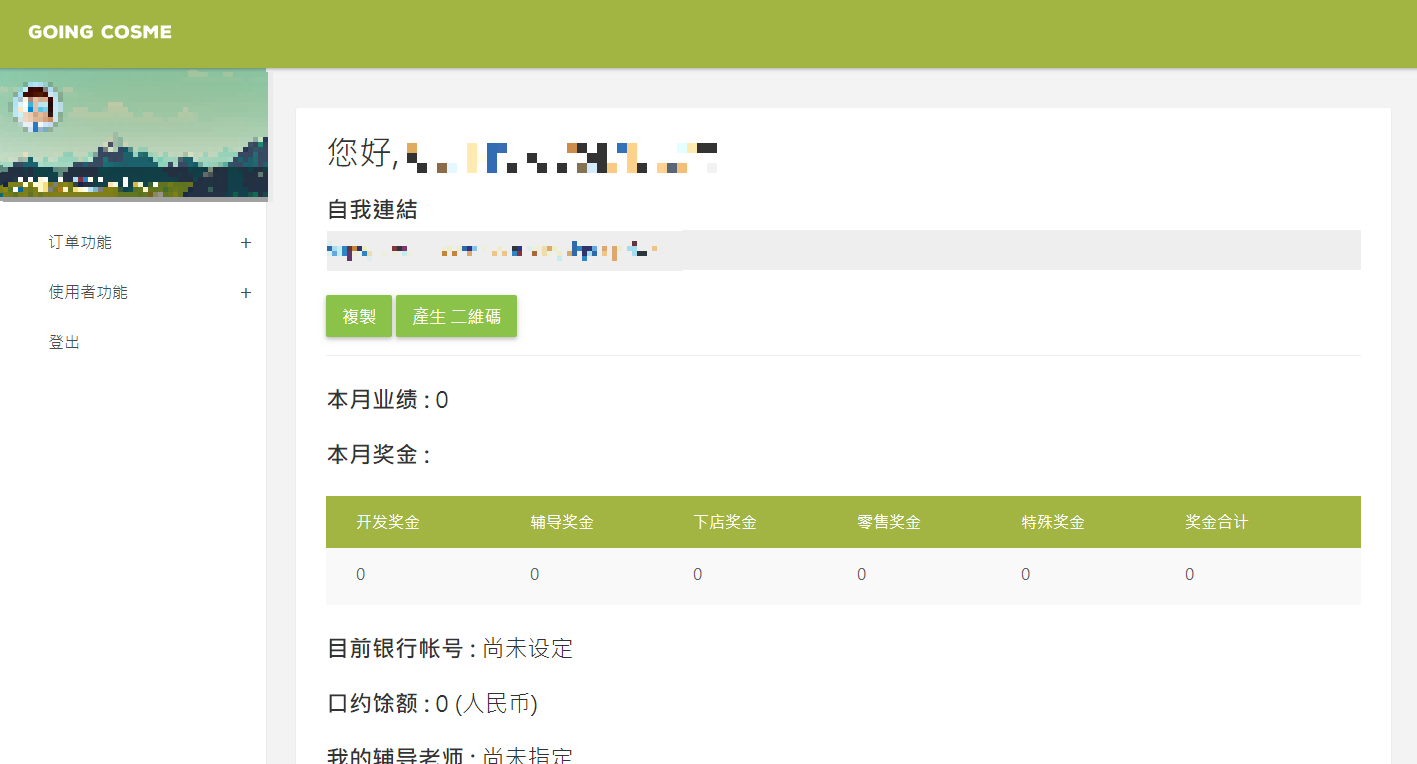 GOING COSME
订单功能 +
使用者功能 +
登出
您好,
自我連結
複製 產生 二維碼
本月业绩 : 0
本月奖金 :
开发奖金 辅导奖金 下店奖金 零售奖金 特殊奖金 奖金合计
0 0 0 0 0 0
目前银行帐号 : 尚未设定
口约馀额 : 0 (人民币)
我的辅导老师 : 尚未指定